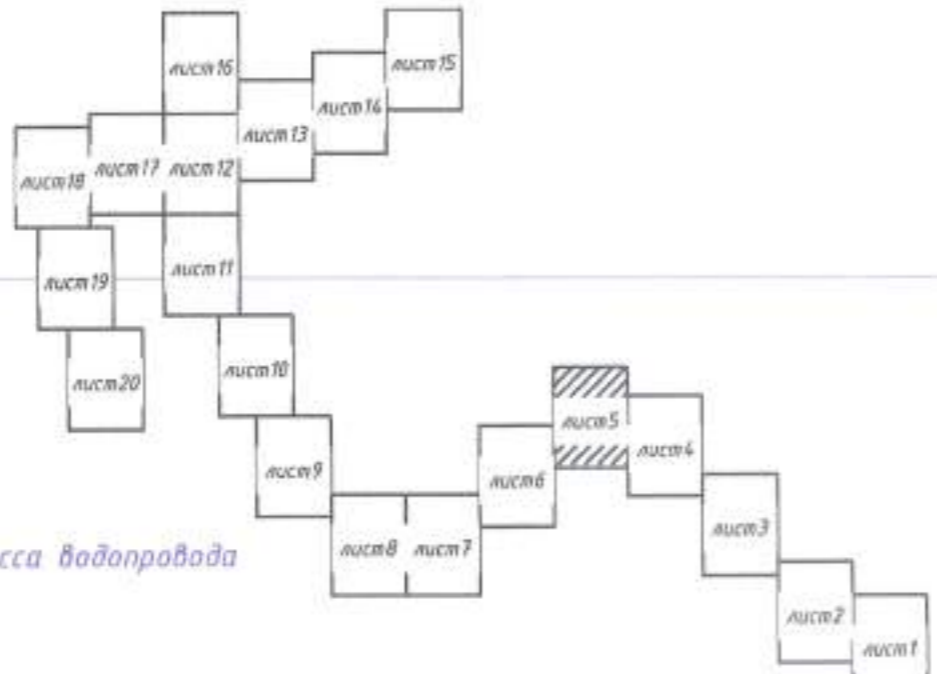 лист15
лист16
лист14
лист13
лист17 лист12
лист18
лист11
лист19
лист10
лист20
лист5
лист4
лист9
лист6
лист3
лист8 лист7
сса водопровода
лист2
лист1